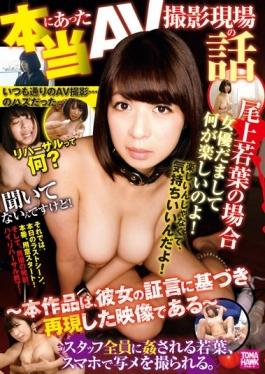 本当にあった
AV撮影現場の話
いつも通りのAV撮影
のハズだった…
リハーサルって
何?
聞いて
ないんですけど!
尾上若葉の場合
女優だまして
何が楽しいのよ!
気持ちいいんだよ!
〜本作品は、彼女の証言に基づき
再現した映像である〜
スタッフ全員に姦される若葉
スマホで写メを撮られる。
TOMA
HAWK